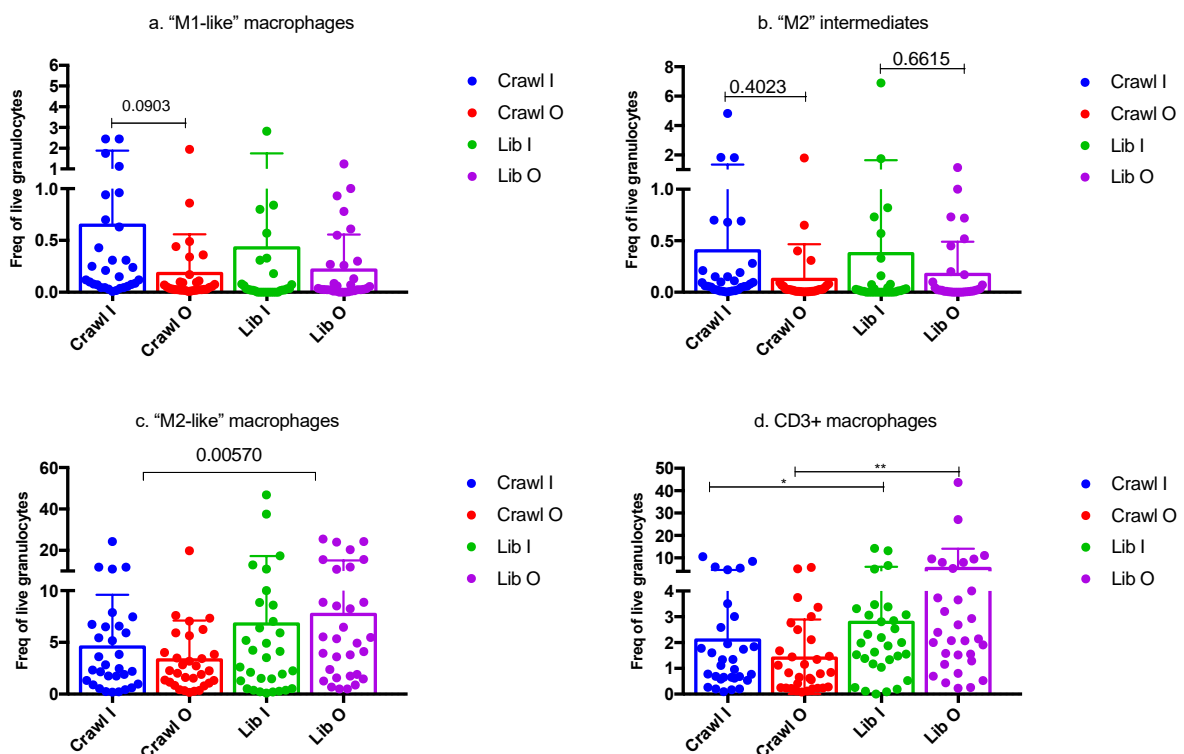 a. “M1-like” macrophages
Freq of live granulocytes
6
5
4
3
2
1
1.0
0.5
0.0
0.0903
Crawl I
Crawl O
Lib I
Lib O
Crawl I
Crawl O
Lib I
Lib O
b. “M2” intermediates
Freq of live granulocytes
8
6
4
2
1.0
0.5
0.0
0.4023
0.6615
Crawl I
Crawl O
Lib I
Lib O
Crawl I
Crawl O
Lib I
Lib O
c. “M2-like” macrophages
Freq of live granulocytes
60
40
20
10
5
0
0.00570
Crawl I
Crawl O
Lib I
Lib O
Crawl I
Crawl O
Lib I
Lib O
d. CD3+ macrophages
Freq of live granulocytes
50
40
30
20
10
4
3
2
1
0
*
**
Crawl I
Crawl O
Lib I
Lib O
Crawl I
Crawl O
Lib I
Lib O